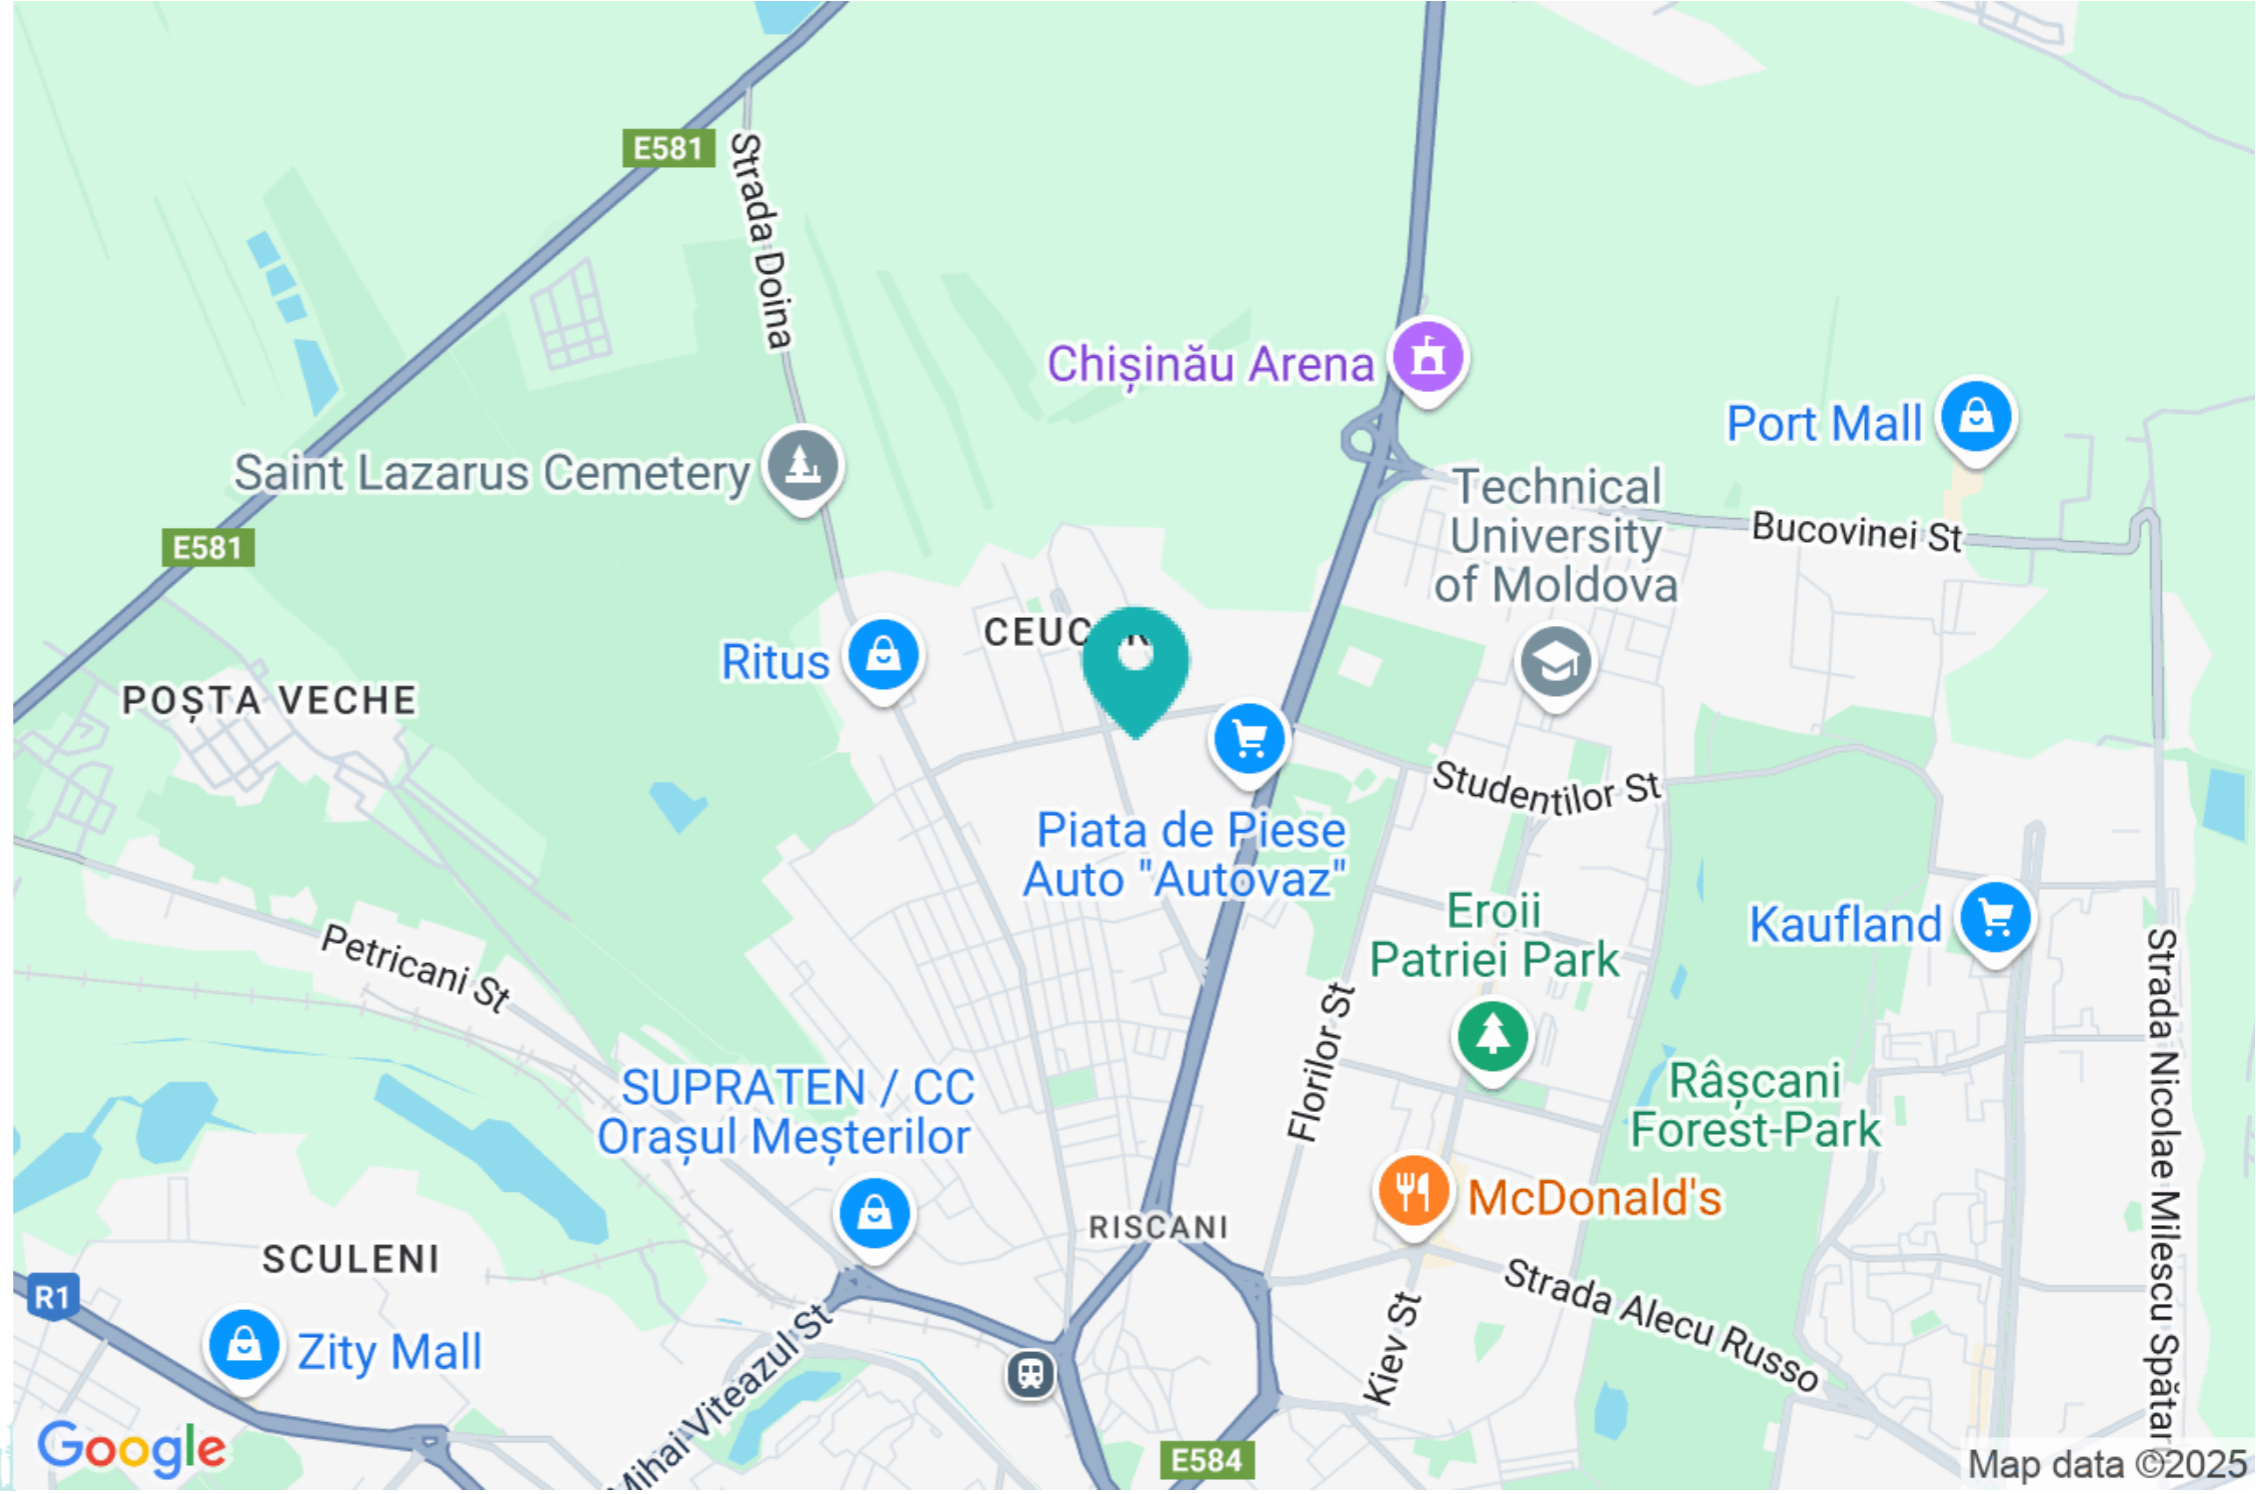 E581
Strada Doina
Chișinău Arena
Port Mall
Saint Lazarus Cemetery
Technical
University
of Moldova
Bucovinei St
E581
Ritus
POȘTA VECHE
Studentilor St
Piata de Piese
Auto "Autovaz"
Eroii
Patriei Park
Kaufland
Petricani St
Florilor St
Strada Nicolae Milescu Spătar
SUPRATEN / CC
Orașul Meșterilor
Râșcani
Forest-Park
McDonald's
RISCANI
SCULENI
R1
Zity Mall
Mihai Viteazul St
Kiev St
Strada Alecu Russo
E584
Google
Map data ©2025